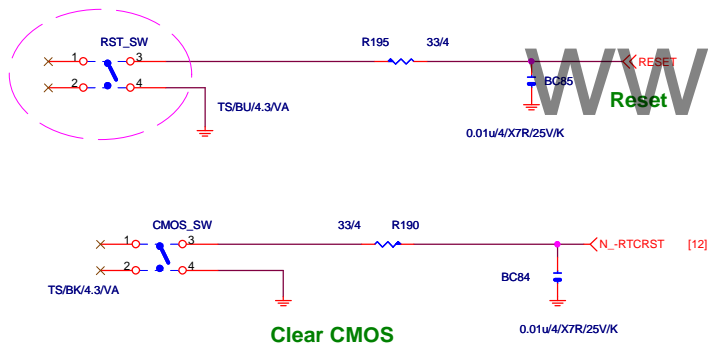 RST_SW
R195 33/4
1 3
RESET
2 4
BC85
WW
Reset
TS/BU/4.3/VA
0.01u/4/X7R/25V/K
CMOS_SW
33/4 R190
1 3
N_-RTCRST [12]
2 4
BC84
TS/BK/4.3/VA
0.01u/4/X7R/25V/K
Clear CMOS